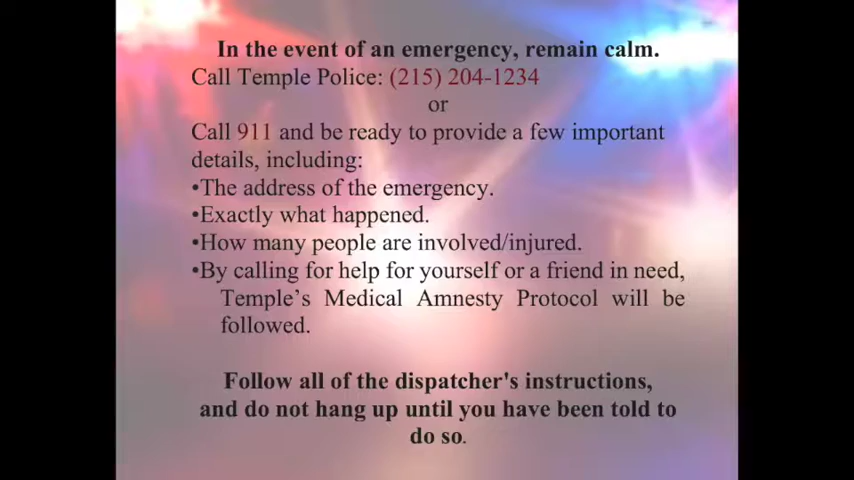 In the event of an emergency, remain calm.
Call Temple Police: (215) 204-1234
or
Call 911 and be ready to provide a few important
details, including:
•The address of the emergency.
•Exactly what happened.
•How many people are involved/injured.
•By calling for help for yourself or a friend in need,
Temple’s Medical Amnesty Protocol will be
followed.
Follow all of the dispatcher's instructions,
and do not hang up until you have been told to
do so.